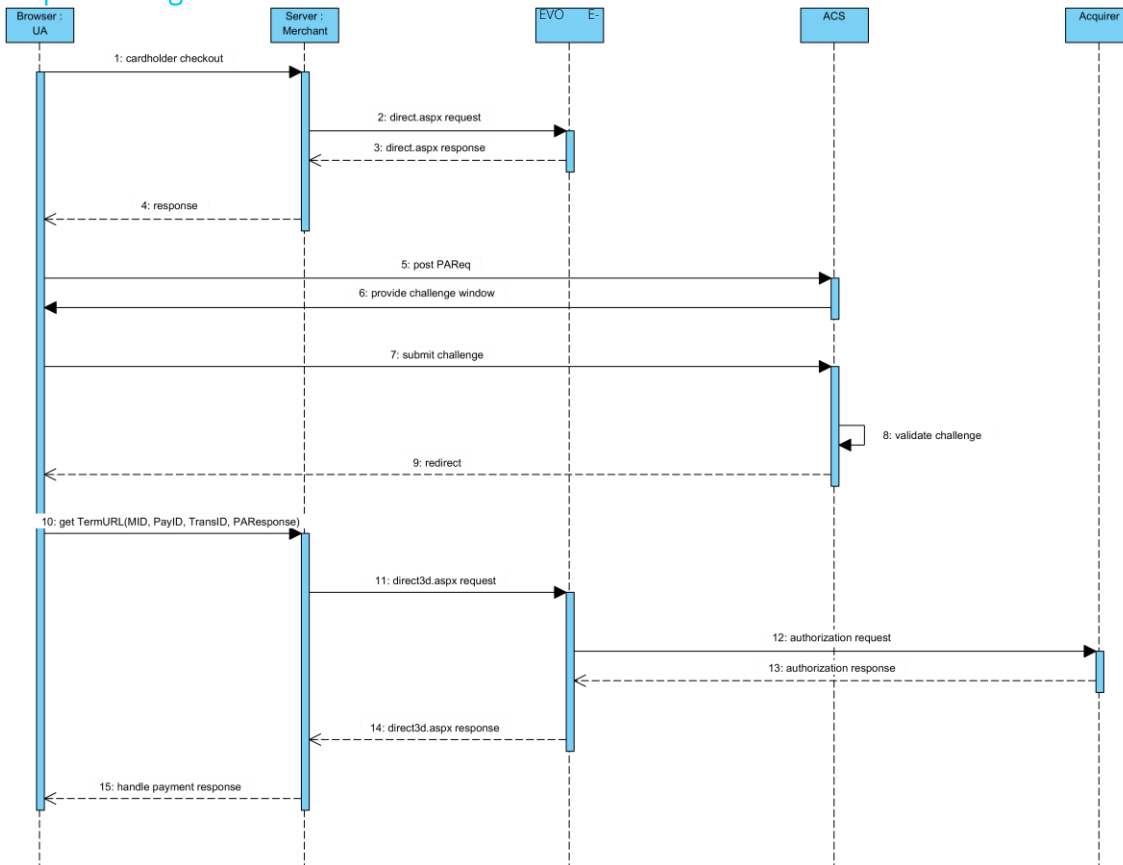 Browser :
UA
Server :
Merchant
EVO E-
ACS
Acquirer
1: cardholder checkout
2: direct.aspx request
3: direct.aspx response
4: response
5: post PAReq
6: provide challenge window
7: submit challenge
8: validate challenge
9: redirect
10: get TermURL(MID, PayID, TransID, PAResponse)
11: direct3d.aspx request
12: authorization request
13: authorization response
14: direct3d.aspx response
15: handle payment response